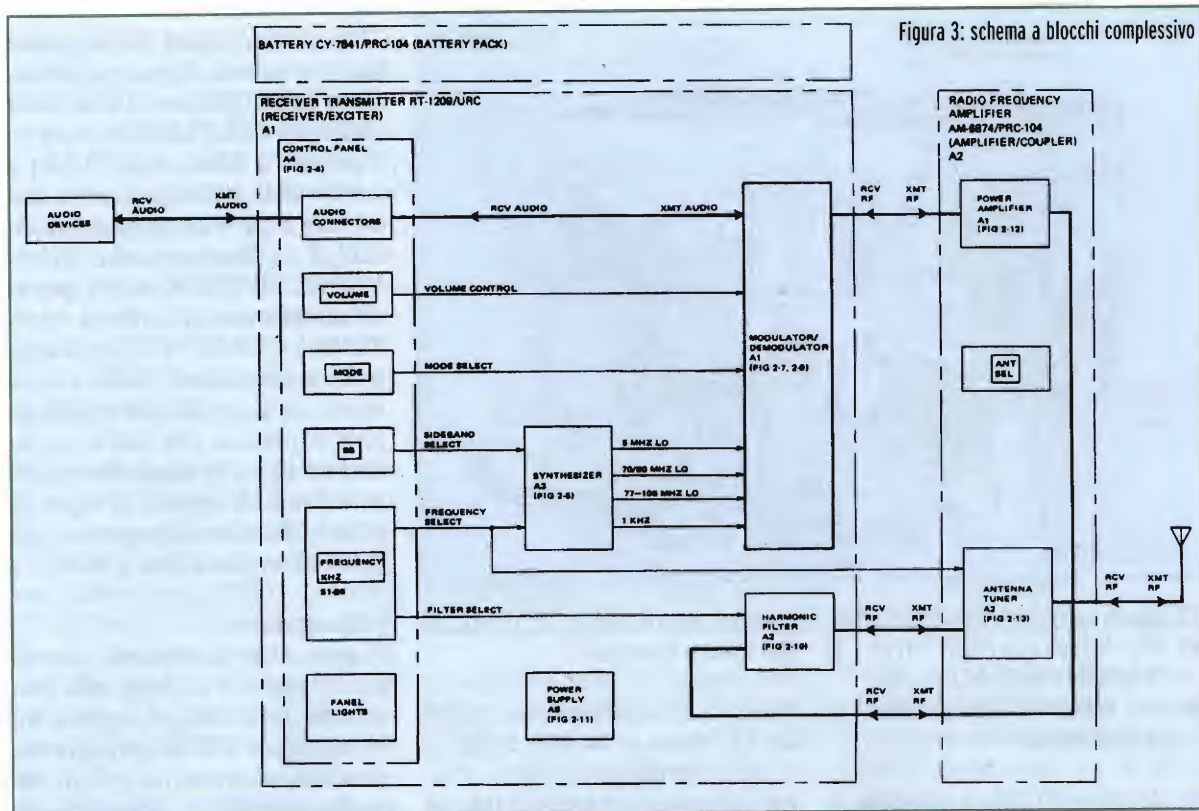 Figura 3: schema a blocchi complessivo
BATTERY CY-7841/PRC-104 (BATTERY PACK)
RECEIVER TRANSMITTER RT-1209/URC
(RECEIVER/EXCITER)
A1
CONTROL PANEL
A4
(FIG 2-4)
RADIO FREQUENCY
AMPLIFIER
AM-6874/PRC-104
(AMPLIFIER/COUPLER)
A2
AUDIO
DEVICES
RCV
AUDIO
XMT
AUDIO
AUDIO
CONNECTORS
RCV AUDIO
XMT AUDIO
RCV
RF
XMT
RF
POWER
AMPLIFIER
A1
(FIG 2-12)
VOLUME
VOLUME CONTROL
MODULATOR/
DEMODULATOR
A1
(FIG 2-7, 2-9)
MODE
MODE SELECT
ANT
SEL
SIDEBAND
SELECT
SYNTHESIZER
A3
(FIG 2-5)
5 MHZ LO
70/80 MHZ LO
77-106 MHZ LO
1 KHZ
FREQUENCY
SELECT
FREQUENCY
KHZ
S1-S6
FILTER SELECT
HARMONIC
FILTER
A2
(FIG 2-10)
RCV
RF
XMT
RF
ANTENNA
TUNER
A2
(FIG 2-13)
RCV
RF
XMT
RF
PANEL
LIGHTS
POWER
SUPPLY
A5
(FIG 2-11)
RCV
RF
XMT
RF